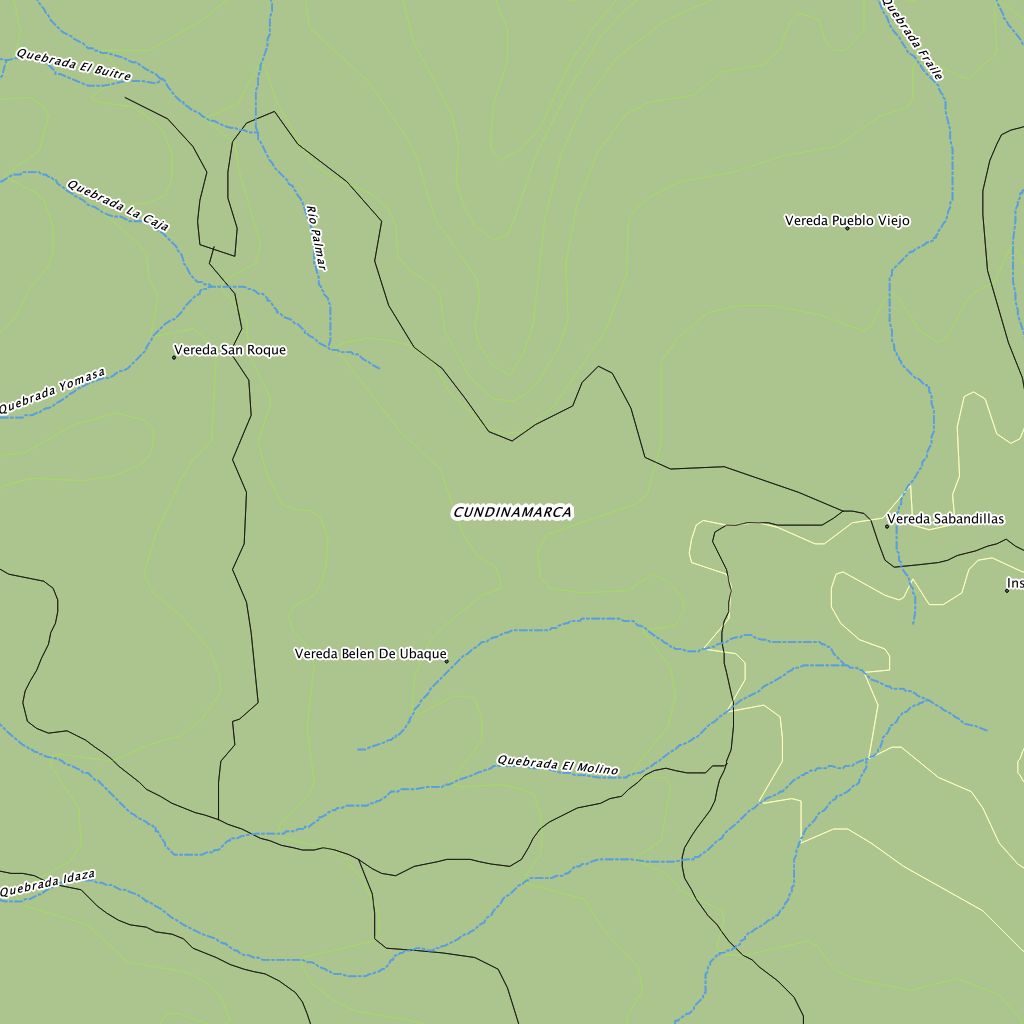 Quebrada Fraile
Quebrada El Buitre
Quebrada La Caja
Río Palmar
Vereda Pueblo Viejo
Vereda San Roque
Quebrada Yomasa
CUNDINAMARCA
Vereda Sabandillas
Ins
Vereda Belen De Ubaque
Quebrada El Molino
Quebrada Idaza